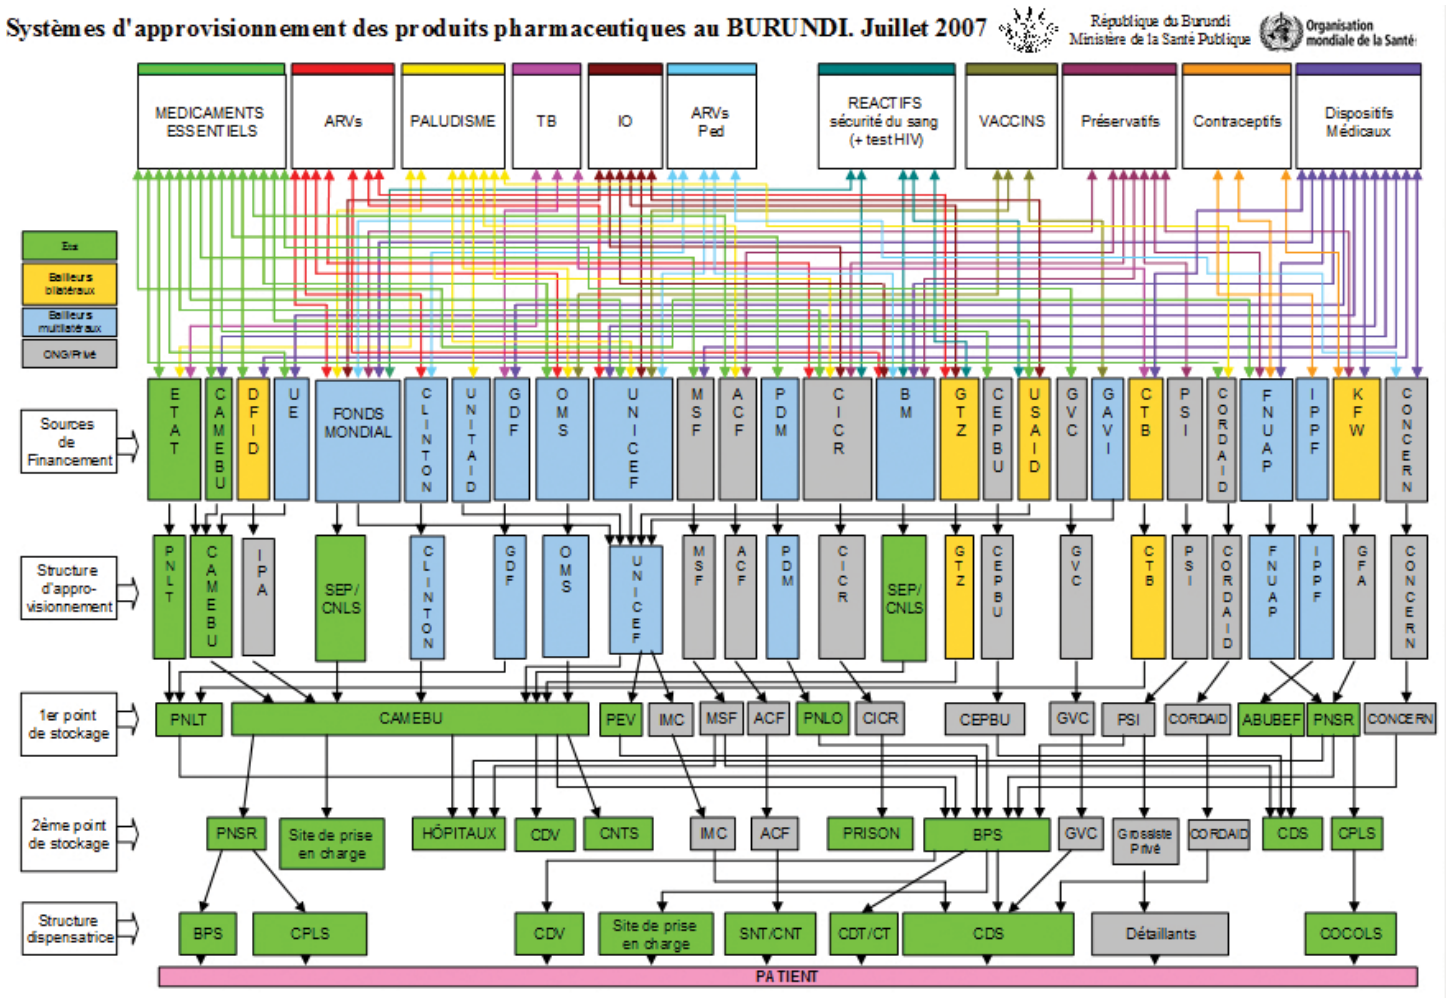 Systèmes d'approvisionnement des produits pharmaceutiques au BURUNDI. Juillet 2007
République du Burundi
Ministère de la Santé Publique
Organisation
mondiale de la Santé
MEDICAMENTS
ESSENTIELS
ARVs
PALUDISME
TB
IO
ARVs
Ped
REACTIFS
sécurité du sang
(+ test HIV)
VACCINS
Préservatifs
Contraceptifs
Dispositifs
Médicaux
Etat
Bailleurs
bilatéraux
Bailleurs
multilatéraux
ONG/Privé
Sources
de
Financement
ETAT
CAMEBU
DFID
UE
FONDS
MONDIAL
CLINTON
UNITAID
GDF
OMS
UNICEF
MSF
ACF
PDM
CICR
BM
GTZ
CEPBU
USAID
GVC
GAVI
CTB
PSI
CORDAID
FNUAP
IPPF
KFW
CONCERN
Structure
d'appro-
visionnement
PNLT
CAMEBU
IPA
SEP/
CNLS
CLINTON
GDF
OMS
UNICEF
MSF
ACF
PDM
CICR
SEP/
CNLS
GTZ
CEPBU
GVC
CTB
PSI
CORDAID
FNUAP
IPPF
GFA
CONCERN
1er point
de stockage
PNLT
CAMEBU
PEV
IMC
MSF
ACF
PNLO
CICR
CEPBU
GVC
PSI
CORDAID
ABUBEF
PNSR
CONCERN
2ème point
de stockage
PNSR
Site de prise
en charge
HÔPITAUX
CDV
CNTS
IMC
ACF
PRISON
BPS
GVC
Grossiste
Privé
CORDAID
CDS
CPLS
Structure
dispensatrice
BPS
CPLS
CDV
Site de prise
en charge
SNT/CNT
CDT/CT
CDS
Détaillants
COCOLS
PATIENT